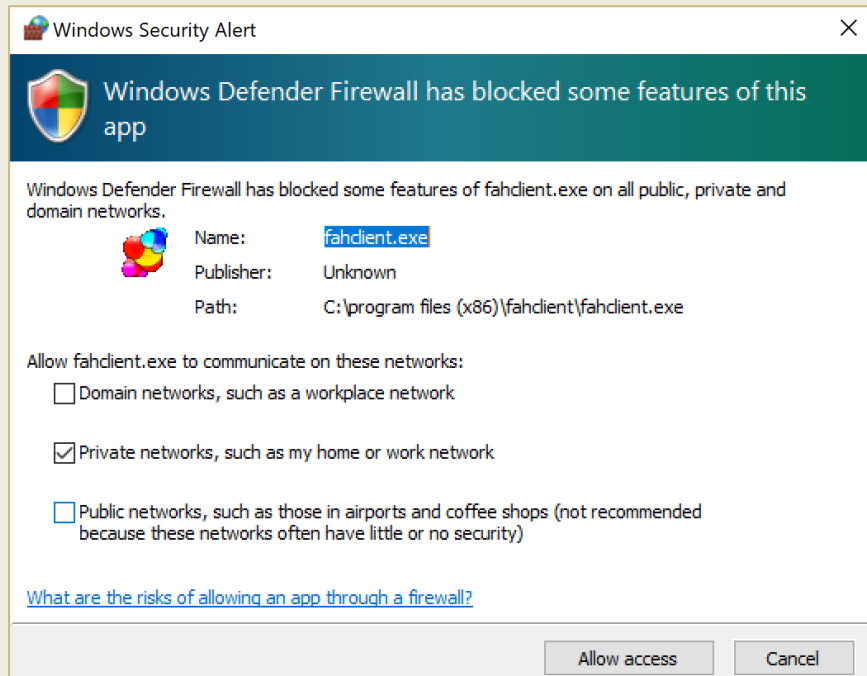 Windows Security Alert
Windows Defender Firewall has blocked some features of this
app
Windows Defender Firewall has blocked some features of fahclient.exe on all public, private and
domain networks.
Name: fahclient.exe
Publisher: Unknown
Path: C:\program files (x86)\fahclient\fahclient.exe
Allow fahclient.exe to communicate on these networks:
Domain networks, such as a workplace network
Private networks, such as my home or work network
Public networks, such as those in airports and coffee shops (not recommended
because these networks often have little or no security)
What are the risks of allowing an app through a firewall?
Allow access Cancel